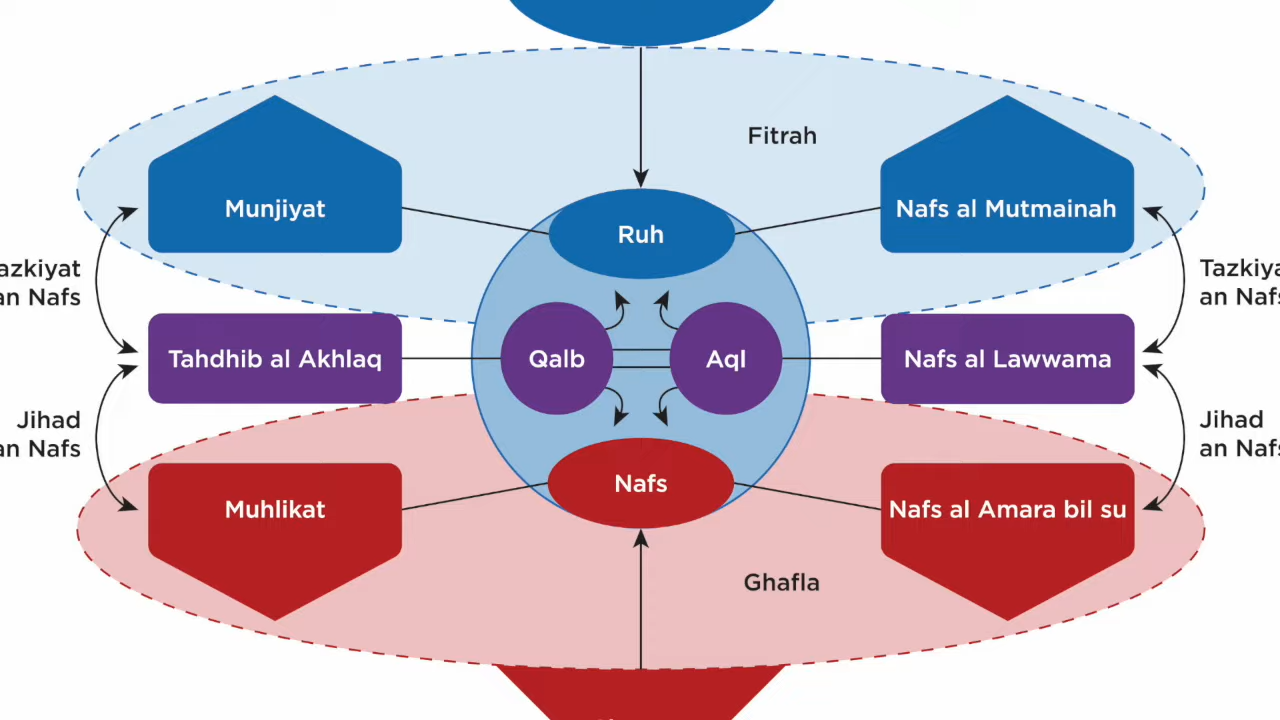 Fitrah
Munjiyat
Nafs al Mutmainah
Ruh
azkiyat
an Nafs
Tazkiya
an Nafs
Tahdhib al Akhlaq
Qalb
Aql
Nafs al Lawwama
Jihad
an Nafs
Jihad
an Nafs
Nafs
Muhlikat
Nafs al Amara bil su
Ghafla